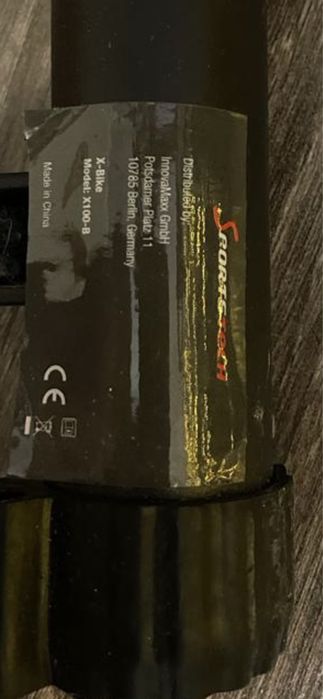 SPORTSTECH
Distributed by:
InnovaMaxx GmbH
Potsdamer Platz 11
10785 Berlin, Germany
X-Bike
Model: X100-B
Made in China
CE